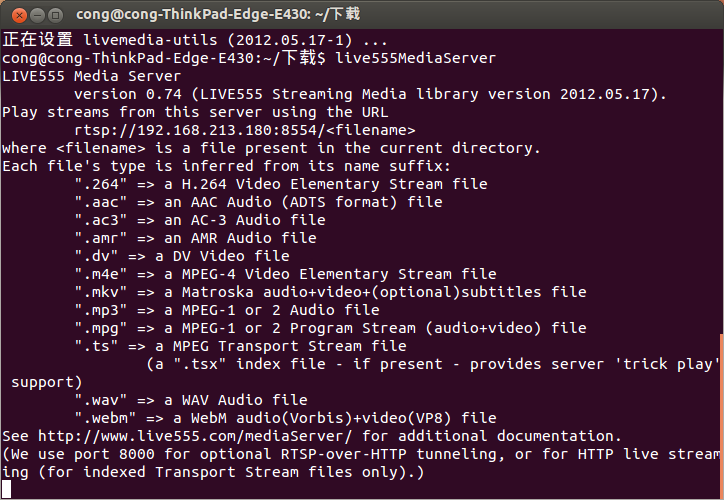 cong@cong-ThinkPad-Edge-E430: ~/下载
正在设置 livemedia-utils (2012.05.17-1) ...
cong@cong-ThinkPad-Edge-E430:~/下载$ live555MediaServer
LIVE555 Media Server
        version 0.74 (LIVE555 Streaming Media library version 2012.05.17).
Play streams from this server using the URL
        rtsp://192.168.213.180:8554/<filename>
where <filename> is a file present in the current directory.
Each file's type is inferred from its name suffix:
        ".264" => a H.264 Video Elementary Stream file
        ".aac" => an AAC Audio (ADTS format) file
        ".ac3" => an AC-3 Audio file
        ".amr" => an AMR Audio file
        ".dv" => a DV Video file
        ".m4e" => a MPEG-4 Video Elementary Stream file
        ".mkv" => a Matroska audio+video+(optional)subtitles file
        ".mp3" => a MPEG-1 or 2 Audio file
        ".mpg" => a MPEG-1 or 2 Program Stream (audio+video) file
        ".ts" => a MPEG Transport Stream file
                (a ".tsx" index file - if present - provides server 'trick play'
 support)
        ".wav" => a WAV Audio file
        ".webm" => a WebM audio(Vorbis)+video(VP8) file
See http://www.live555.com/mediaServer/ for additional documentation.
(We use port 8000 for optional RTSP-over-HTTP tunneling, or for HTTP live stream
ing (for indexed Transport Stream files only).)